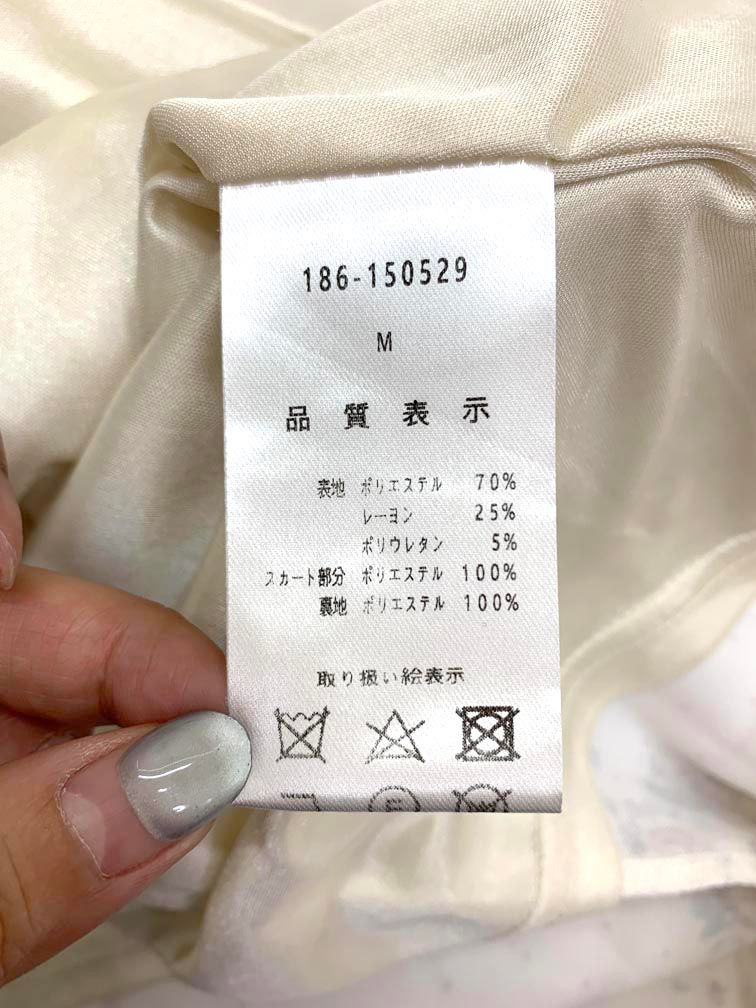 186-150529
M
品質表示
表地 ポリエステル 70%
レーヨン 25%
ポリウレタン 5%
スカート部分 ポリエステル 100%
裏地 ポリエステル 100%
取り扱い絵表示